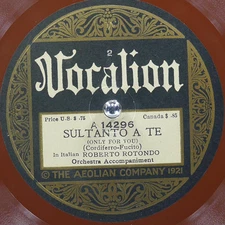 2
Vocalion
Price U·S·$ .75 Canada $ .85
A 14296
SULTANTO A TE
(ONLY FOR YOU)
(Cordiferro-Fucito)
In Italian ROBERTO ROTONDO
Orchestra Accompaniment
© THE AEOLIAN COMPANY 1921